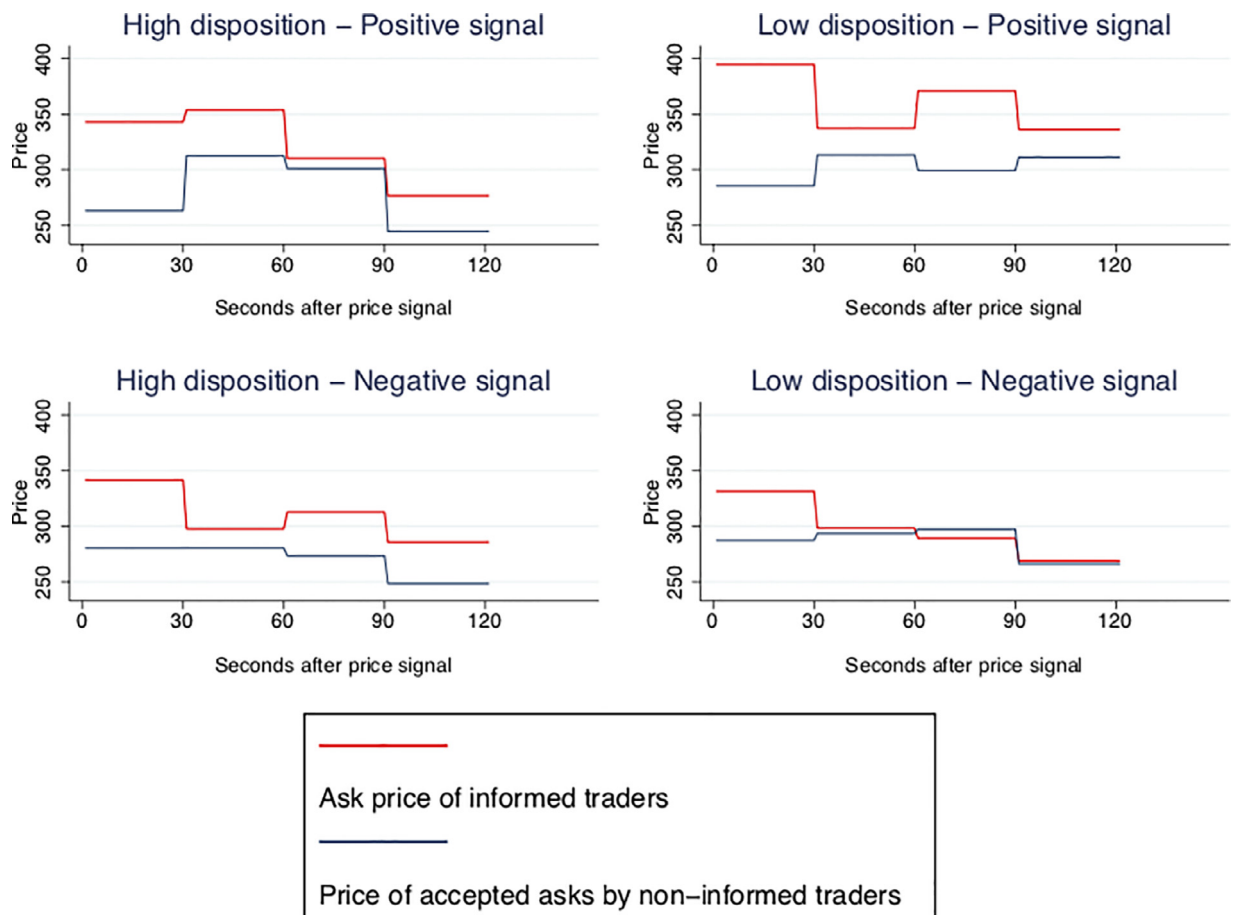 High disposition – Positive signal
Price
400
350
300
250
0 30 60 90 120
Seconds after price signal
Low disposition – Positive signal
Price
400
350
300
250
0 30 60 90 120
Seconds after price signal
High disposition – Negative signal
Price
400
350
300
250
0 30 60 90 120
Seconds after price signal
Low disposition – Negative signal
Price
400
350
300
250
0 30 60 90 120
Seconds after price signal
Ask price of informed traders
Price of accepted asks by non–informed traders